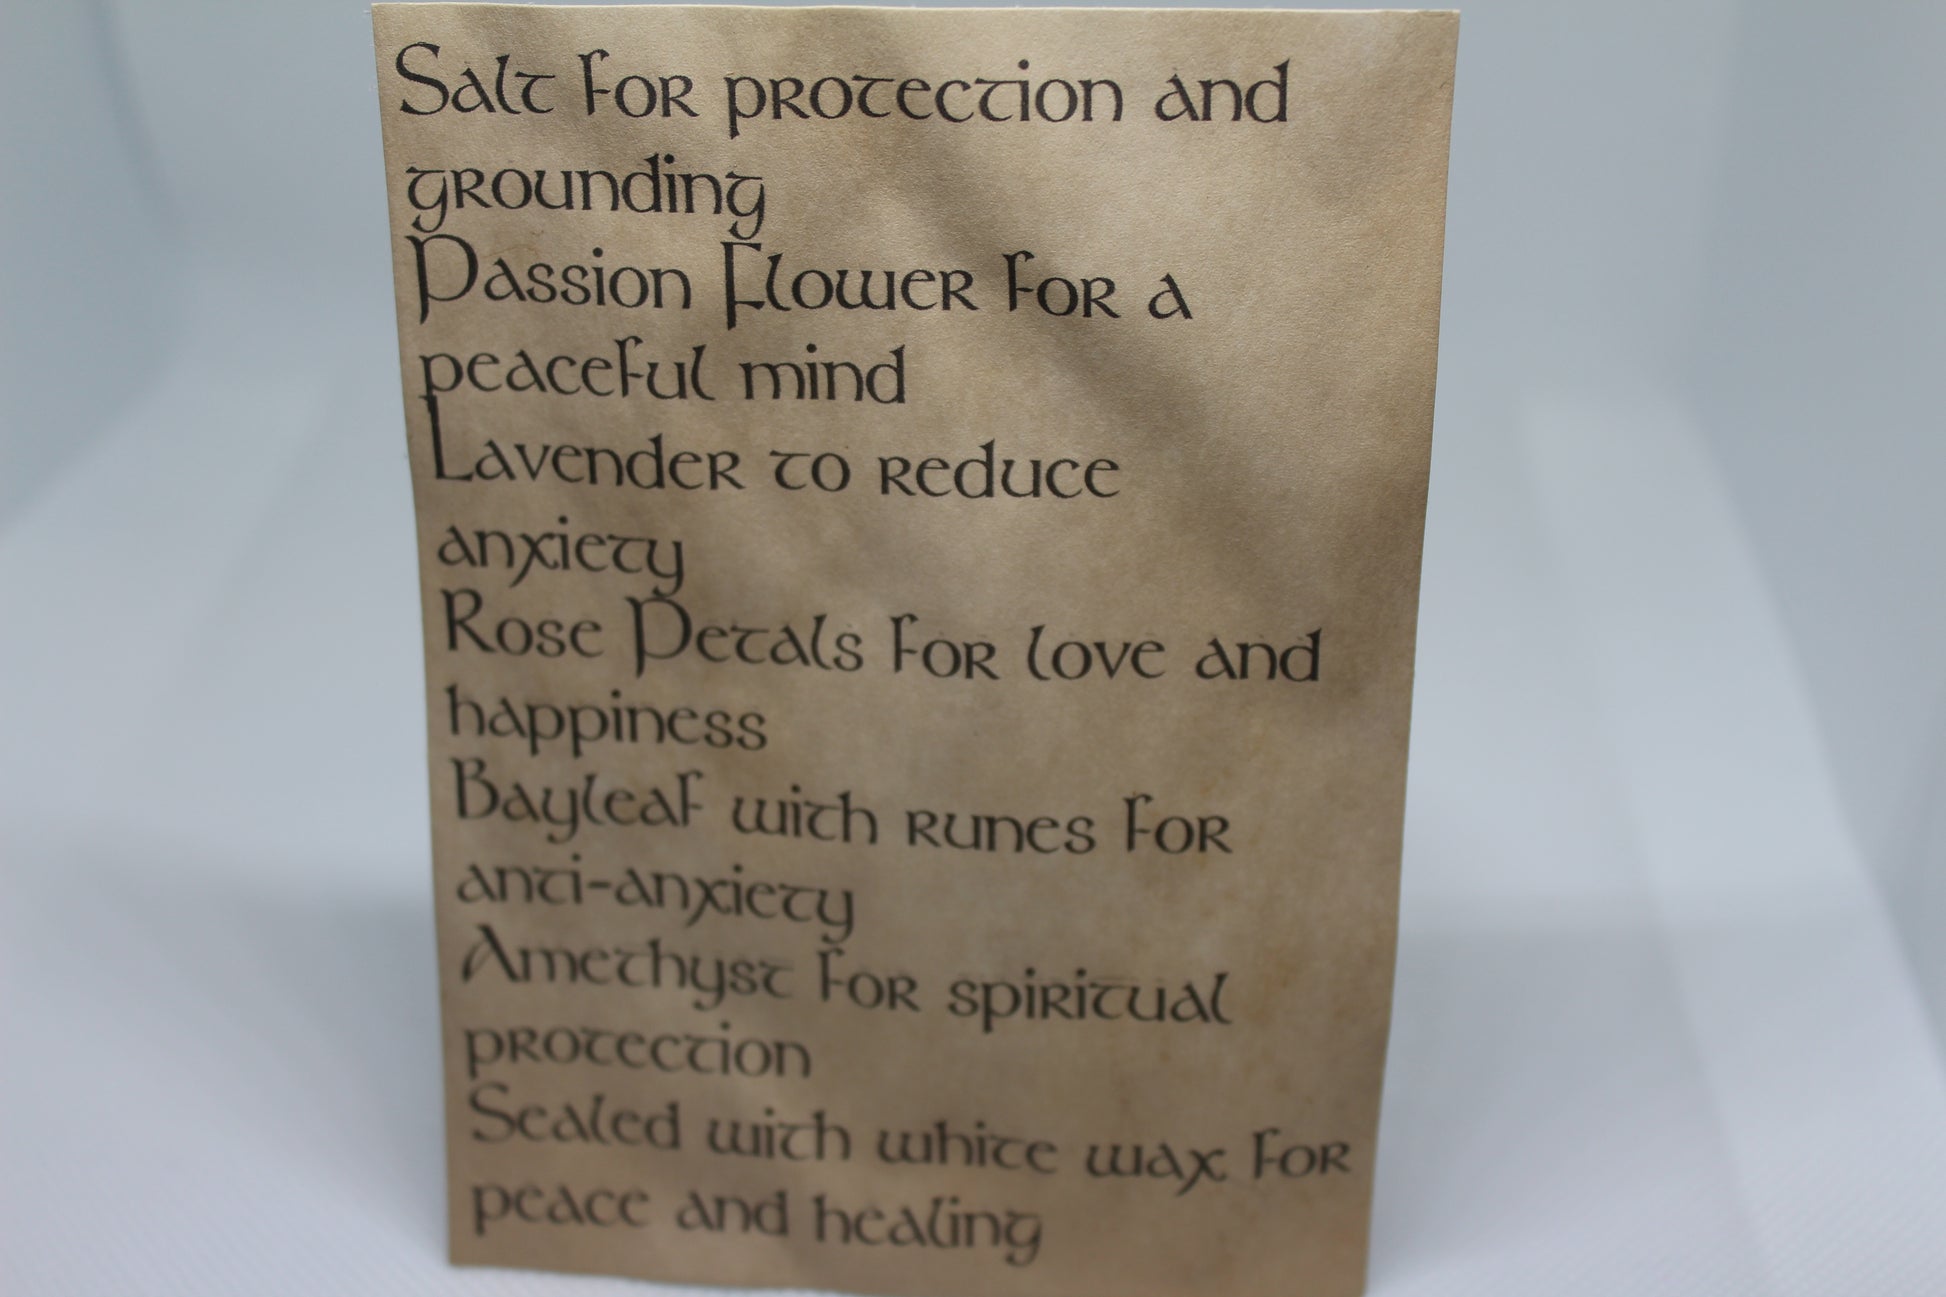 Salt for protection and
grounding
Passion Flower for a
peaceful mind
Lavender to reduce
anxiety
Rose Petals for love and
happiness
Bayleaf with runes for
anti-anxiety
Amethyst for spiritual
protection
Sealed with white wax for
peace and healing